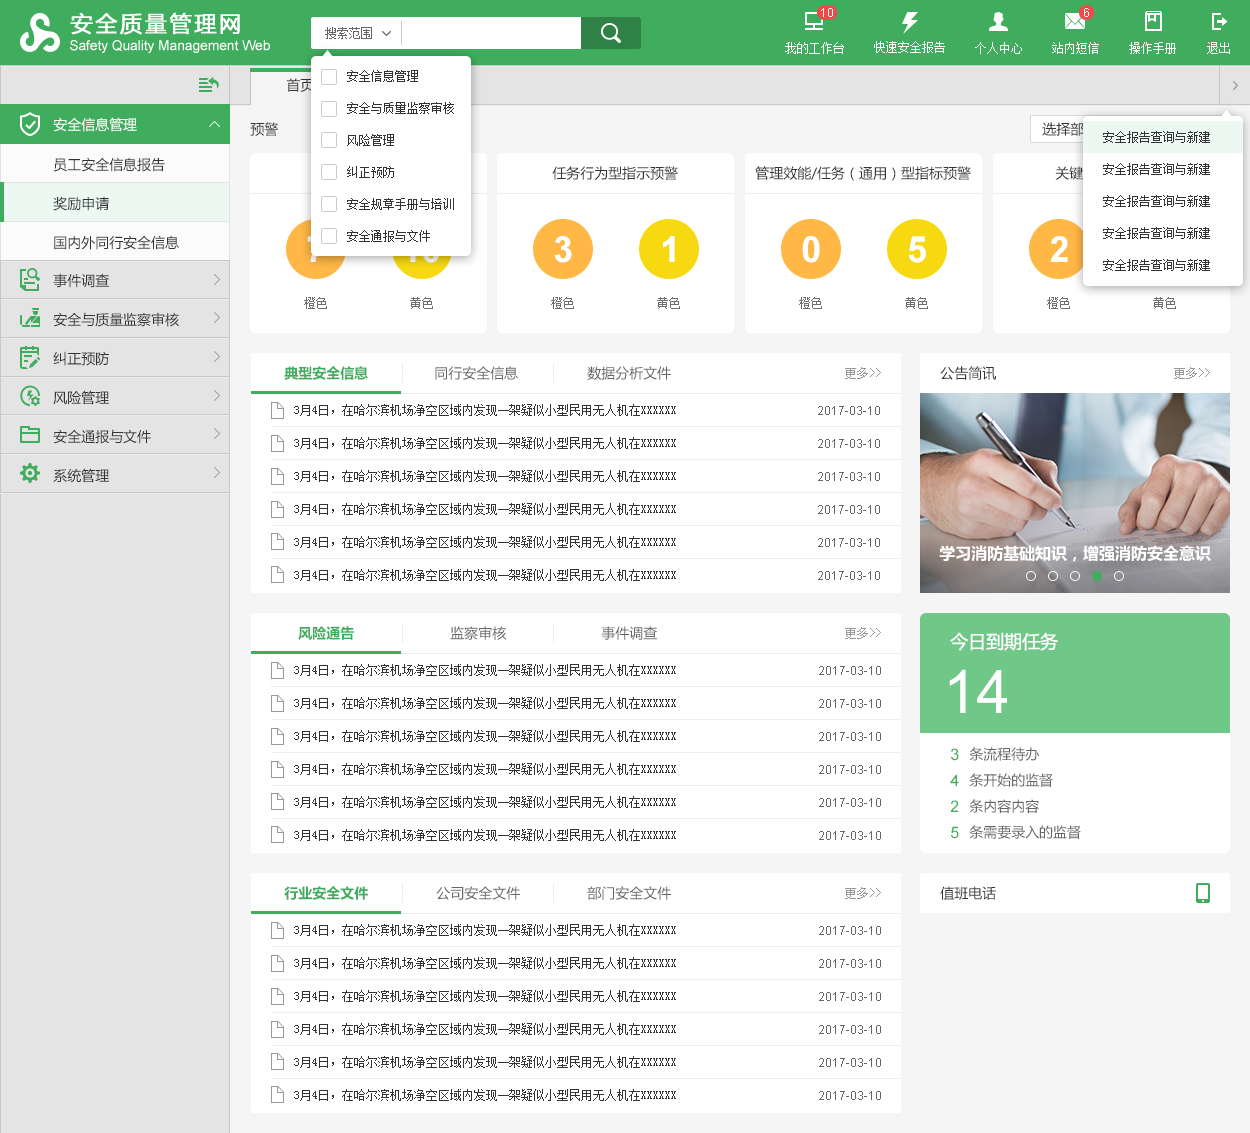 安全质量管理网
Safety Quality Management Web
搜索范围
10
我的工作台
快速安全报告
个人中心
6
站内短信
操作手册
退出
首页
安全信息管理
安全与质量监察审核
风险管理
纠正预防
安全规章手册与培训
安全通报与文件
安全信息管理
员工安全信息报告
奖励申请
国内外同行安全信息
事件调查
安全与质量监察审核
纠正预防
风险管理
安全通报与文件
系统管理
预警
选择部
安全报告查询与新建
安全报告查询与新建
安全报告查询与新建
安全报告查询与新建
安全报告查询与新建
橙色
黄色
任务行为型指示预警
3
1
橙色
黄色
管理效能/任务（通用）型指标预警
0
5
橙色
黄色
关键
2
橙色
黄色
典型安全信息 同行安全信息 数据分析文件 更多>>
3月4日，在哈尔滨机场净空区域内发现一架疑似小型民用无人机在XXXXXX 2017-03-10
3月4日，在哈尔滨机场净空区域内发现一架疑似小型民用无人机在XXXXXX 2017-03-10
3月4日，在哈尔滨机场净空区域内发现一架疑似小型民用无人机在XXXXXX 2017-03-10
3月4日，在哈尔滨机场净空区域内发现一架疑似小型民用无人机在XXXXXX 2017-03-10
3月4日，在哈尔滨机场净空区域内发现一架疑似小型民用无人机在XXXXXX 2017-03-10
3月4日，在哈尔滨机场净空区域内发现一架疑似小型民用无人机在XXXXXX 2017-03-10
公告简讯 更多>>
学习消防基础知识，增强消防安全意识
风险通告 监察审核 事件调查 更多>>
3月4日，在哈尔滨机场净空区域内发现一架疑似小型民用无人机在XXXXXX 2017-03-10
3月4日，在哈尔滨机场净空区域内发现一架疑似小型民用无人机在XXXXXX 2017-03-10
3月4日，在哈尔滨机场净空区域内发现一架疑似小型民用无人机在XXXXXX 2017-03-10
3月4日，在哈尔滨机场净空区域内发现一架疑似小型民用无人机在XXXXXX 2017-03-10
3月4日，在哈尔滨机场净空区域内发现一架疑似小型民用无人机在XXXXXX 2017-03-10
3月4日，在哈尔滨机场净空区域内发现一架疑似小型民用无人机在XXXXXX 2017-03-10
今日到期任务
14
3 条流程待办
4 条开始的监督
2 条内容内容
5 条需要录入的监督
行业安全文件 公司安全文件 部门安全文件 更多>>
3月4日，在哈尔滨机场净空区域内发现一架疑似小型民用无人机在XXXXXX 2017-03-10
3月4日，在哈尔滨机场净空区域内发现一架疑似小型民用无人机在XXXXXX 2017-03-10
3月4日，在哈尔滨机场净空区域内发现一架疑似小型民用无人机在XXXXXX 2017-03-10
3月4日，在哈尔滨机场净空区域内发现一架疑似小型民用无人机在XXXXXX 2017-03-10
3月4日，在哈尔滨机场净空区域内发现一架疑似小型民用无人机在XXXXXX 2017-03-10
3月4日，在哈尔滨机场净空区域内发现一架疑似小型民用无人机在XXXXXX 2017-03-10
值班电话